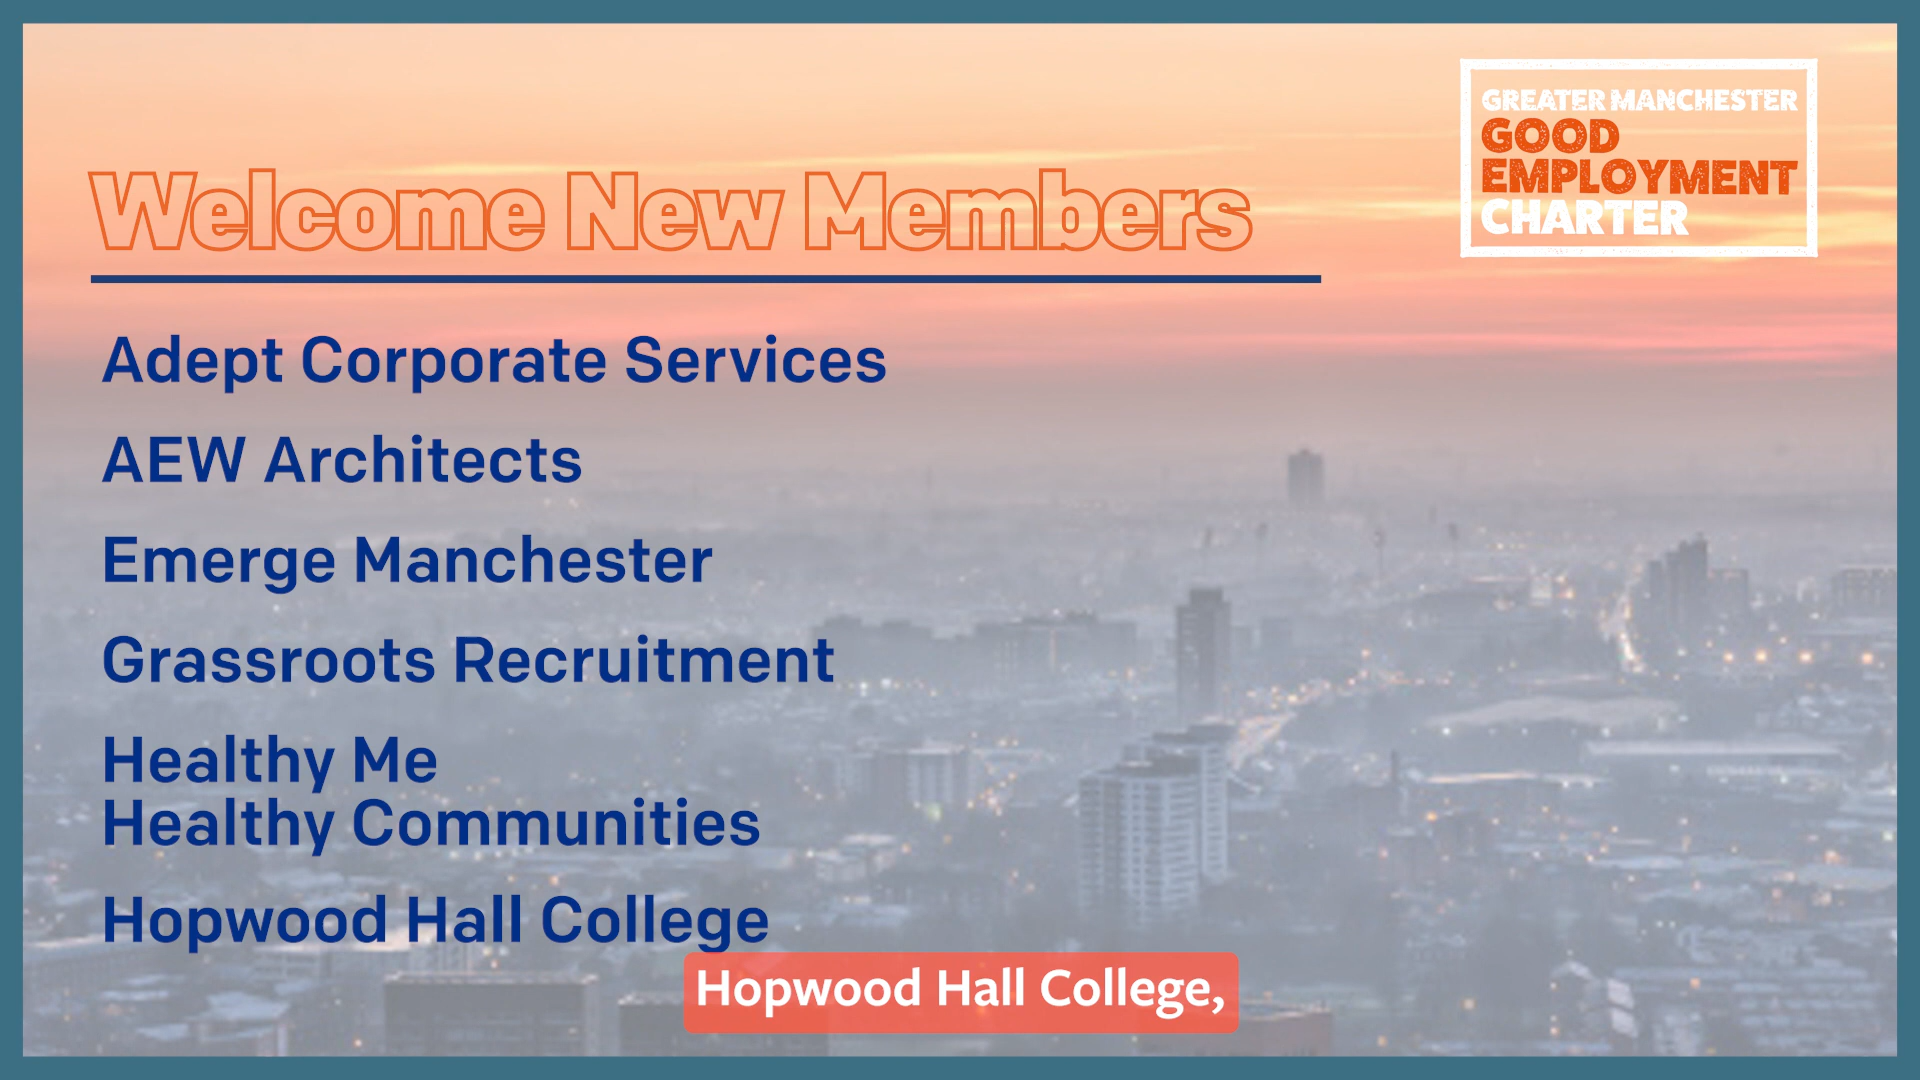 GREATER MANCHESTER
GOOD
EMPLOYMENT
CHARTER
Welcome New Members
Adept Corporate Services
AEW Architects
Emerge Manchester
Grassroots Recruitment
Healthy Me
Healthy Communities
Hopwood Hall College
Hopwood Hall College,